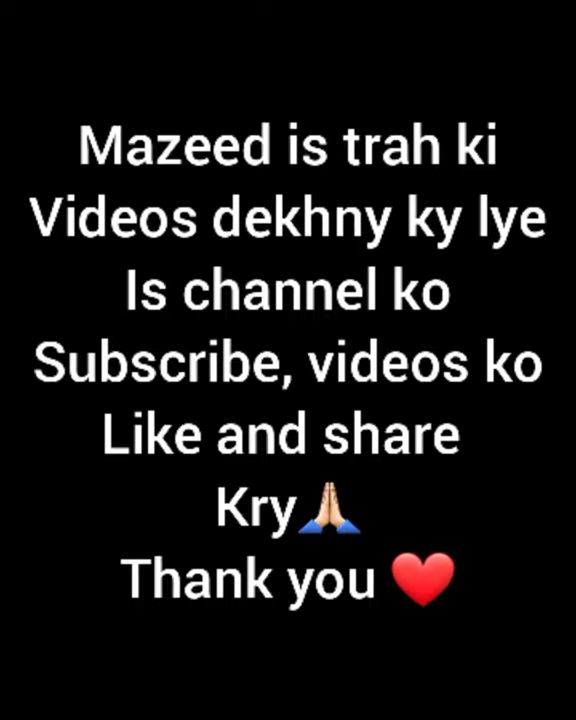 Mazeed is trah ki
Videos dekhny ky lye
Is channel ko
Subscribe, videos ko
Like and share
Kry🙏🏻
Thank you ❤️